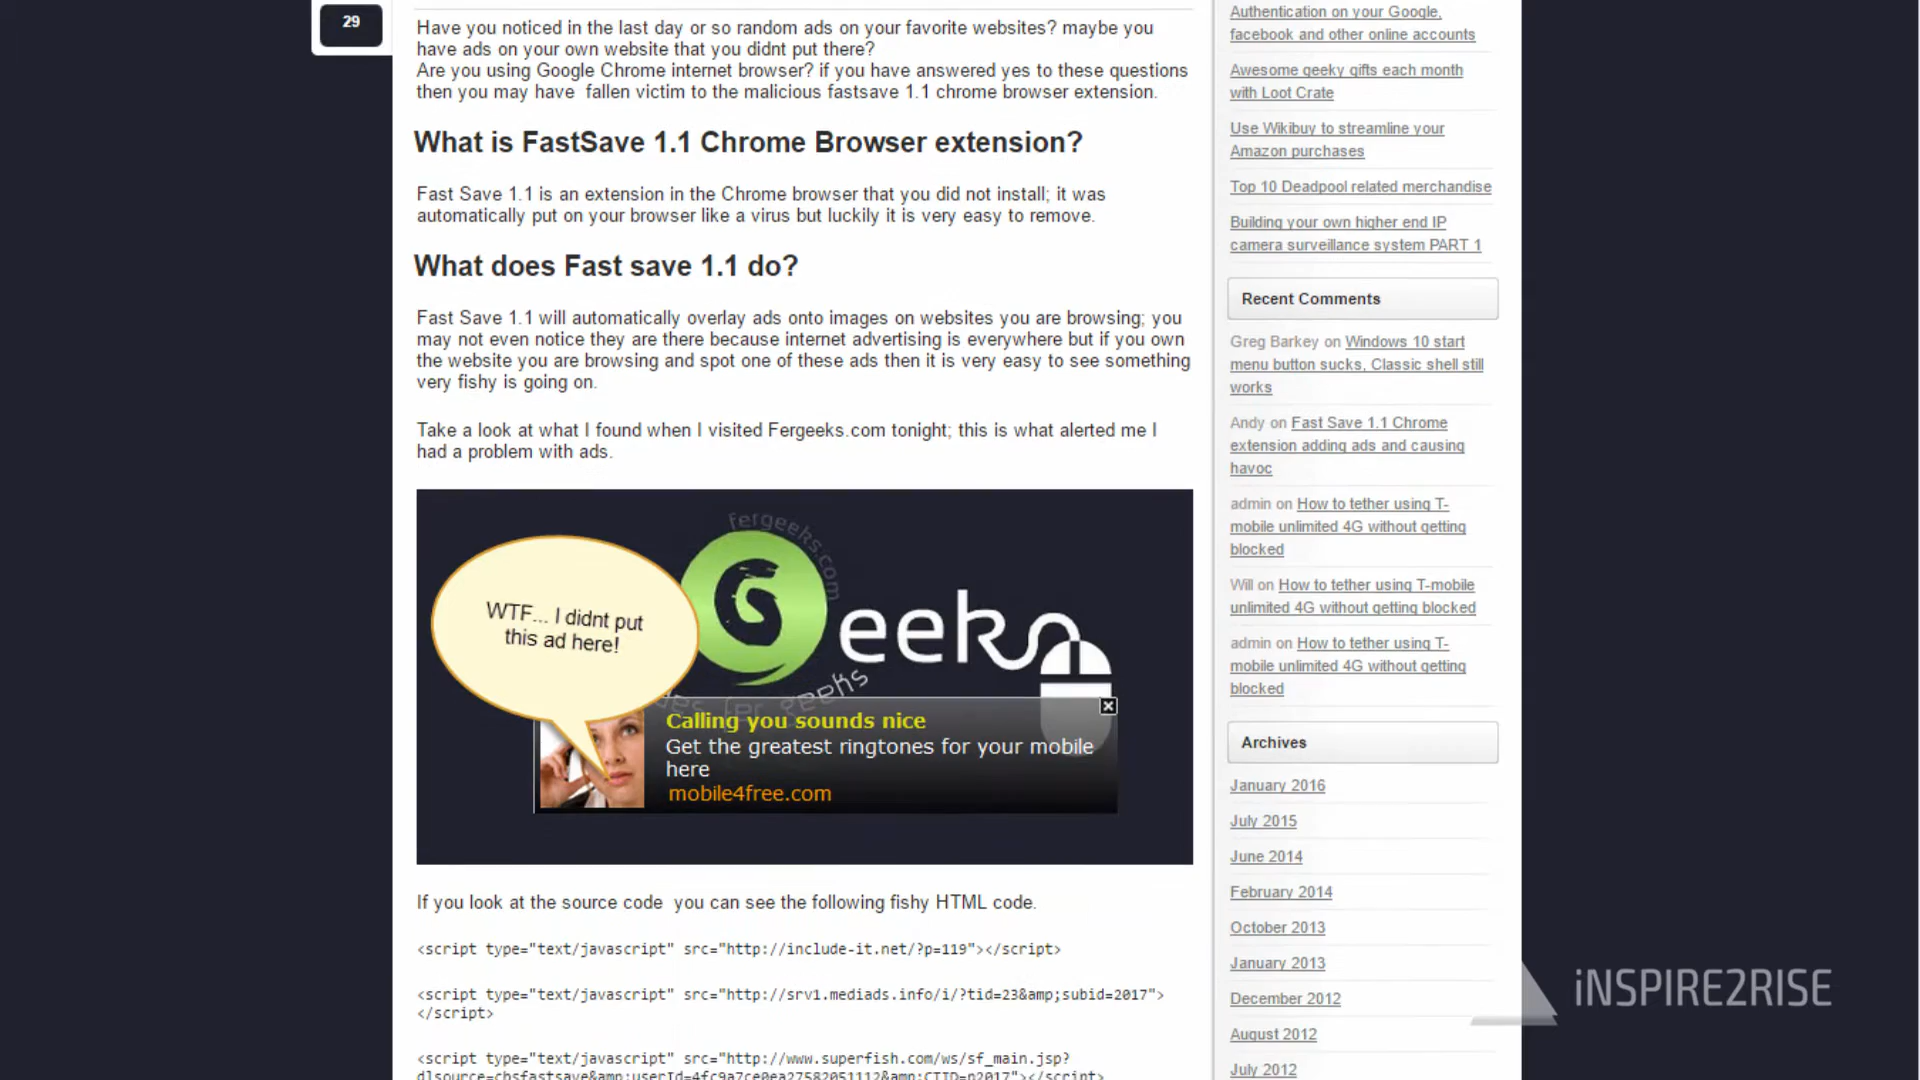 29
Have you noticed in the last day or so random ads on your favorite websites? maybe you
have ads on your own website that you didnt put there?
Are you using Google Chrome internet browser? if you have answered yes to these questions
then you may have  fallen victim to the malicious fastsave 1.1 chrome browser extension.
What is FastSave 1.1 Chrome Browser extension?
Fast Save 1.1 is an extension in the Chrome browser that you did not install; it was
automatically put on your browser like a virus but luckily it is very easy to remove.
What does Fast save 1.1 do?
Fast Save 1.1 will automatically overlay ads onto images on websites you are browsing; you
may not even notice they are there because internet advertising is everywhere but if you own
the website you are browsing and spot one of these ads then it is very easy to see something
very fishy is going on.
Take a look at what I found when I visited Fergeeks.com tonight; this is what alerted me I
had a problem with ads.
fergeeks.com
WTF... I didnt put
this ad here!
Geeks
fer geeks
Calling you sounds nice
Get the greatest ringtones for your mobile
here
mobile4free.com
If you look at the source code  you can see the following fishy HTML code.
<script type="text/javascript" src="http://include-it.net/?p=119"></script>
<script type="text/javascript" src="http://srv1.mediads.info/i/?tid=23&amp;subid=2017">
</script>
<script type="text/javascript" src="http://www.superfish.com/ws/sf_main.jsp?
dlsource=cbsfastsave&amp;userId=4fc9a7ce0ea27582051112&amp;CTID=p2017"></script>
Authentication on your Google,
facebook and other online accounts
Awesome geeky gifts each month
with Loot Crate
Use Wikibuy to streamline your
Amazon purchases
Top 10 Deadpool related merchandise
Building your own higher end IP
camera surveillance system PART 1
Recent Comments
Greg Barkey on Windows 10 start
menu button sucks, Classic shell still
works
Andy on Fast Save 1.1 Chrome
extension adding ads and causing
havoc
admin on How to tether using T-
mobile unlimited 4G without getting
blocked
Will on How to tether using T-mobile
unlimited 4G without getting blocked
admin on How to tether using T-
mobile unlimited 4G without getting
blocked
Archives
January 2016
July 2015
June 2014
February 2014
October 2013
January 2013
December 2012
August 2012
July 2012
iNSPIRE2RISE